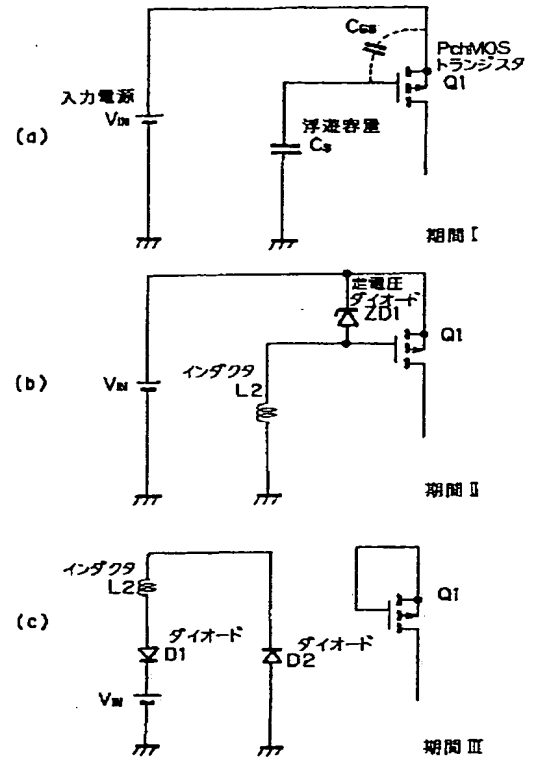 CGS
PchMOS
トランジスタ
Q1
入力電源
VIN
(a)
浮遊容量
CS
期間Ⅰ
定電圧
ダイオード
ZD1
Q1
インダクタ
L2
(b)
VIN
期間Ⅱ
インダクタ
L2
Q1
(c)
ダイオード
D1
ダイオード
D2
VIN
期間Ⅲ